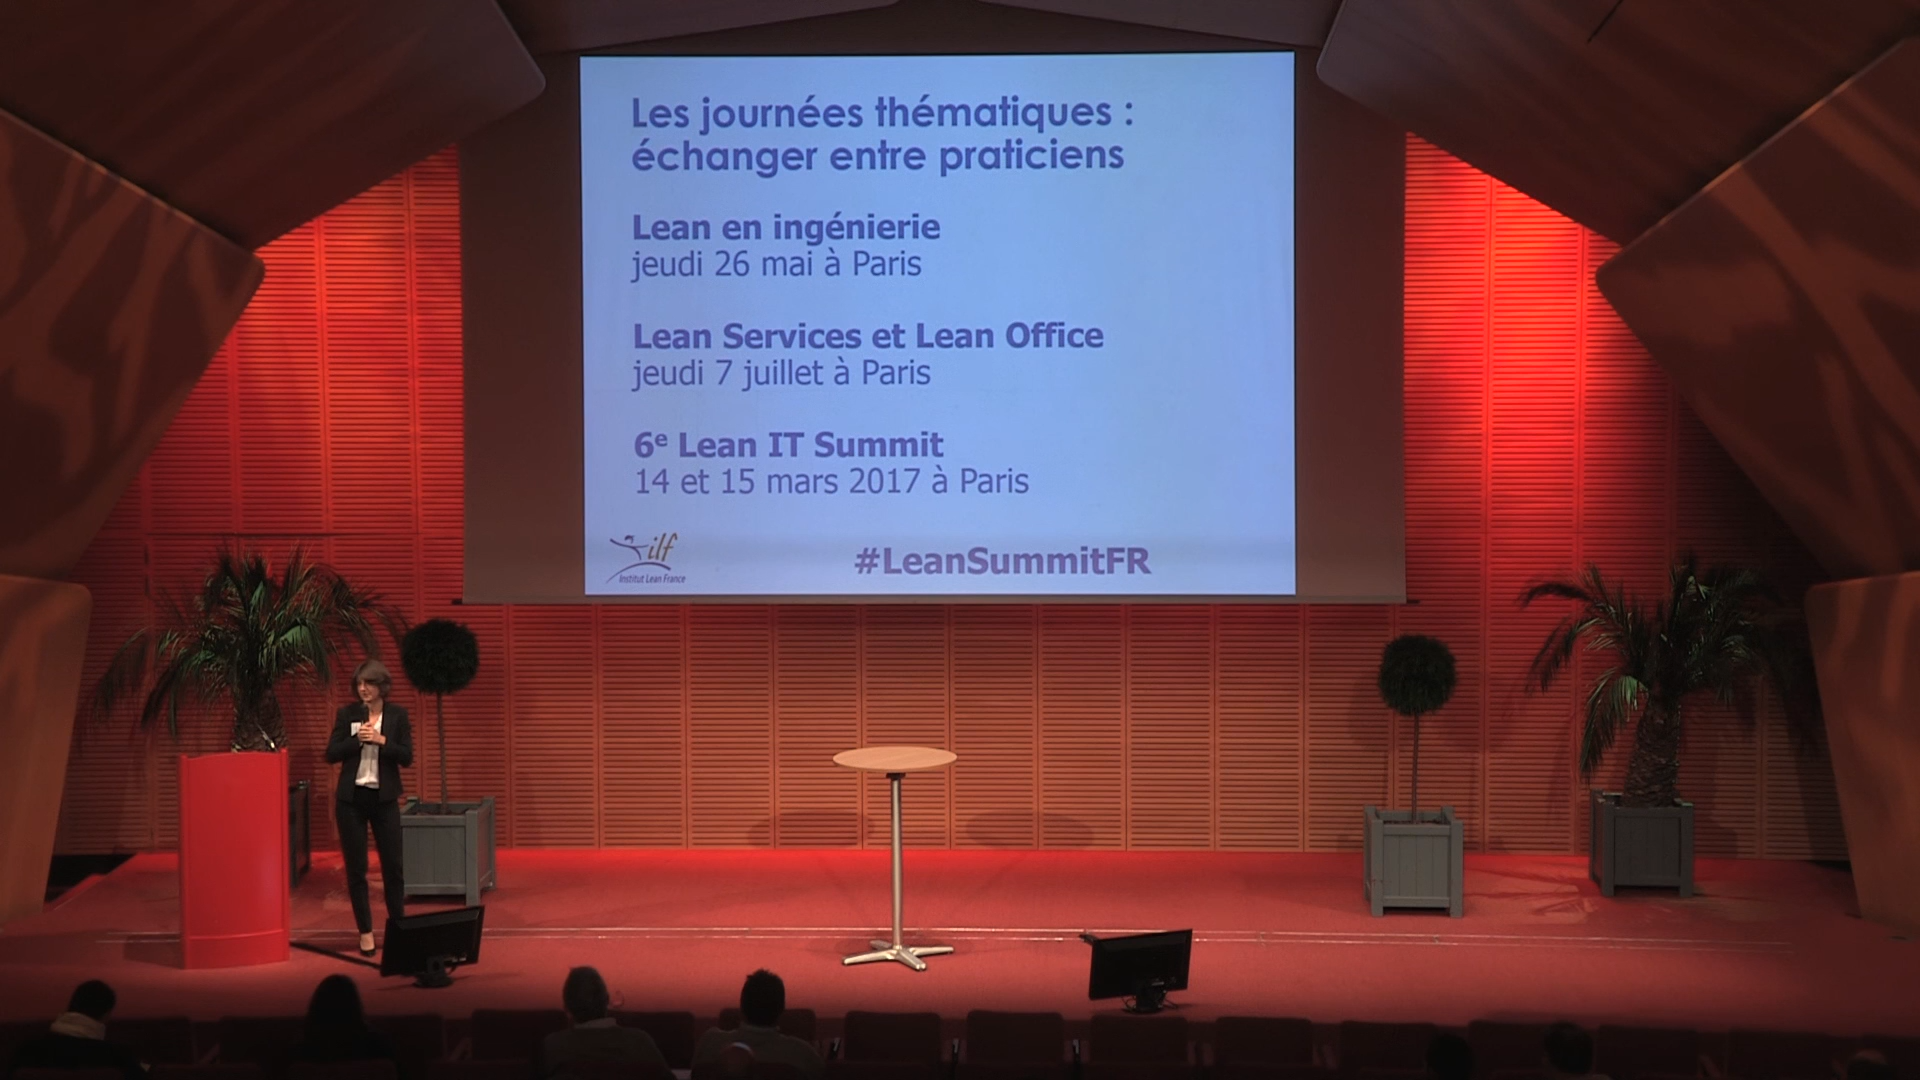 Les journées thématiques :
échanger entre praticiens
Lean en ingénierie
jeudi 26 mai à Paris
Lean Services et Lean Office
jeudi 7 juillet à Paris
6e Lean IT Summit
14 et 15 mars 2017 à Paris
ilf
Institut Lean France
#LeanSummitFR